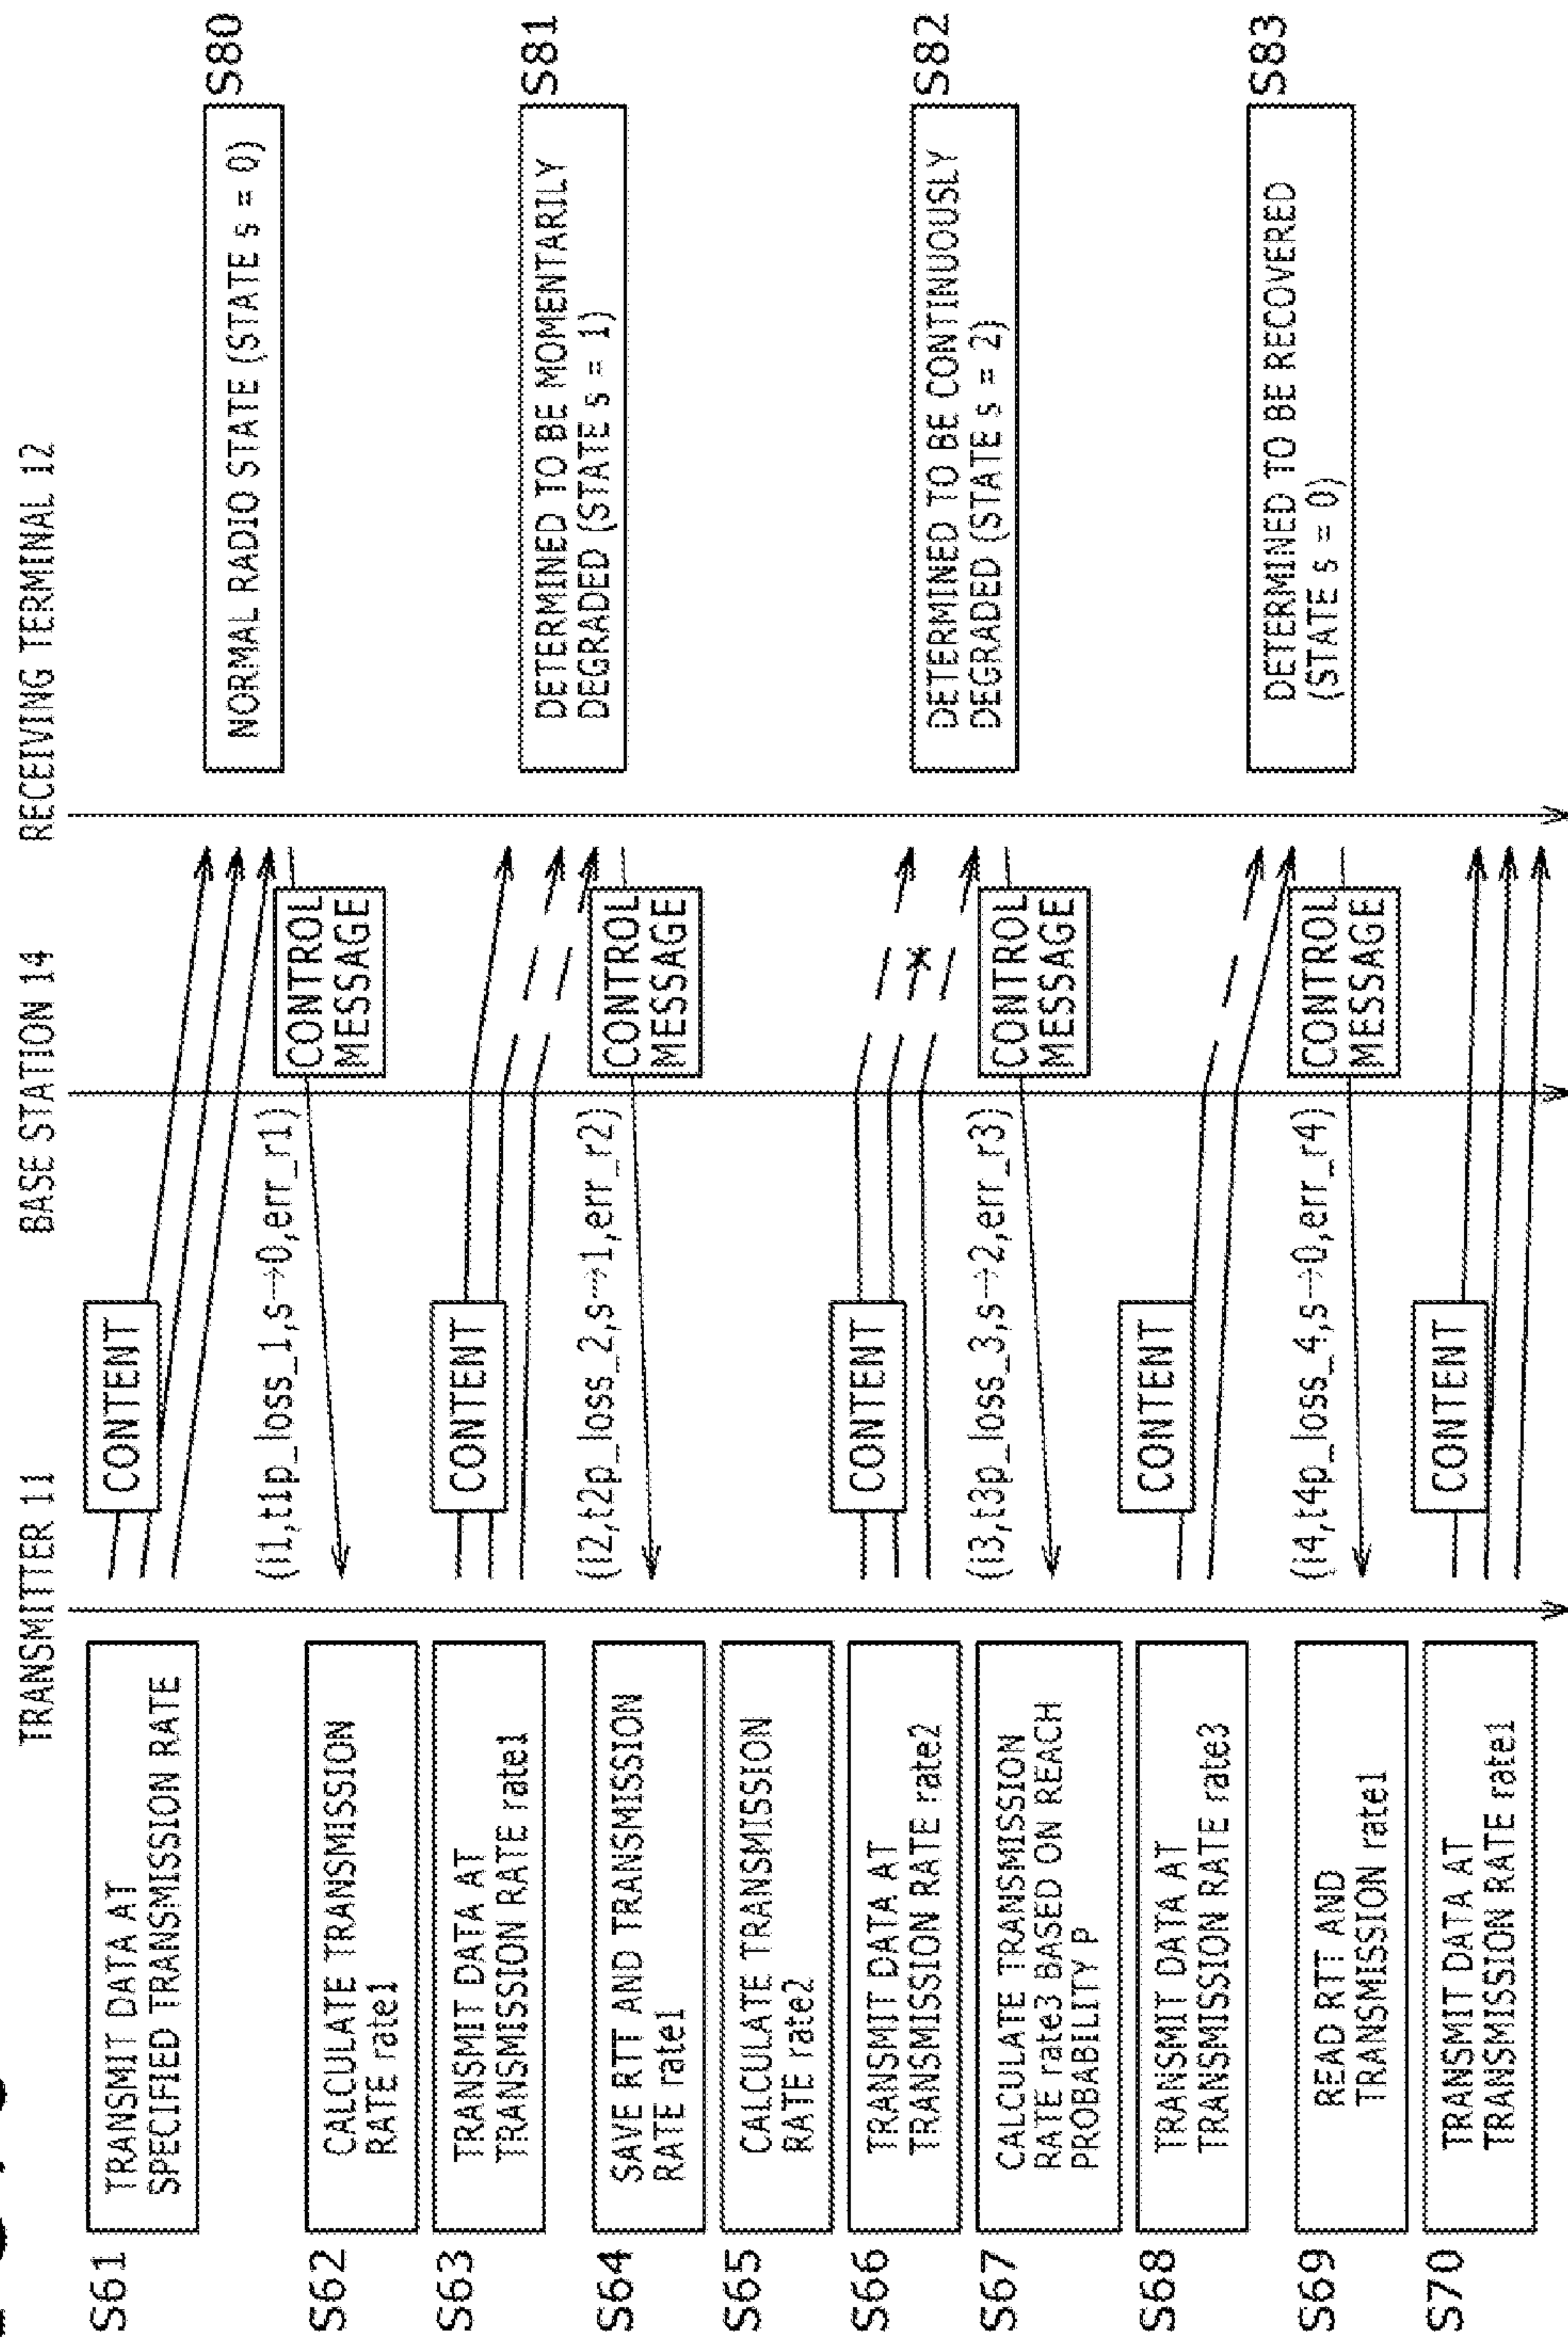 TRANSMITTER 11
BASE STATION 14
RECEIVING TERMINAL 12
S61
TRANSMIT DATA AT
SPECIFIED TRANSMISSION RATE
CONTENT
NORMAL RADIO STATE (STATE s = 0)
S80
(i1,t1p_loss_1,s→0,err_r1)
CONTROL
MESSAGE
S62
CALCULATE TRANSMISSION
RATE rate1
S63
TRANSMIT DATA AT
TRANSMISSION RATE rate1
CONTENT
DETERMINED TO BE MOMENTARILY
DEGRADED (STATE s = 1)
S81
(i2,t2p_loss_2,s→1,err_r2)
CONTROL
MESSAGE
S64
SAVE RTT AND TRANSMISSION
RATE rate1
S65
CALCULATE TRANSMISSION
RATE rate2
S66
TRANSMIT DATA AT
TRANSMISSION RATE rate2
CONTENT
DETERMINED TO BE CONTINUOUSLY
DEGRADED (STATE s = 2)
S82
(i3,t3p_loss_3,s→2,err_r3)
CONTROL
MESSAGE
S67
CALCULATE TRANSMISSION
RATE rate3 BASED ON REACH
PROBABILITY P
S68
TRANSMIT DATA AT
TRANSMISSION RATE rate3
CONTENT
DETERMINED TO BE RECOVERED
(STATE s = 0)
S83
(i4,t4p_loss_4,s→0,err_r4)
CONTROL
MESSAGE
S69
READ RTT AND
TRANSMISSION rate1
S70
TRANSMIT DATA AT
TRANSMISSION RATE rate1
CONTENT